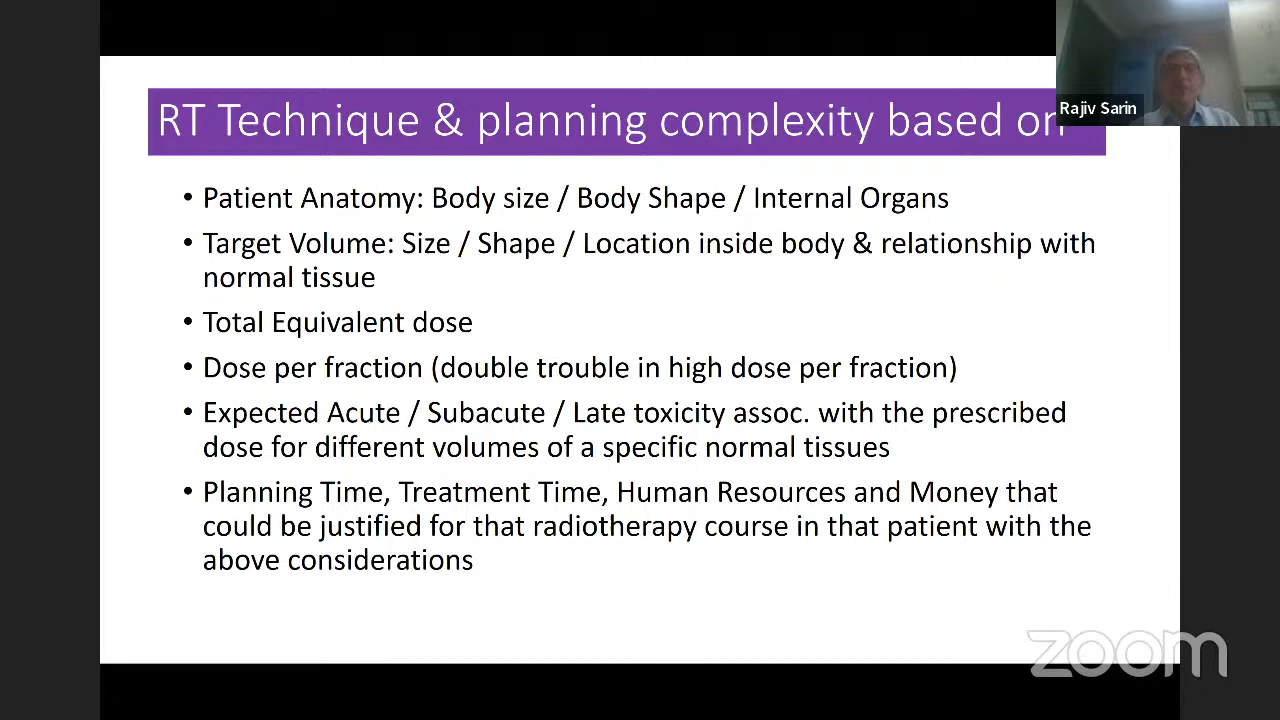 RT Technique & planning complexity based on
Rajiv Sarin
• Patient Anatomy: Body size / Body Shape / Internal Organs
• Target Volume: Size / Shape / Location inside body & relationship with
normal tissue
• Total Equivalent dose
• Dose per fraction (double trouble in high dose per fraction)
• Expected Acute / Subacute / Late toxicity assoc. with the prescribed
dose for different volumes of a specific normal tissues
• Planning Time, Treatment Time, Human Resources and Money that
could be justified for that radiotherapy course in that patient with the
above considerations
zoom